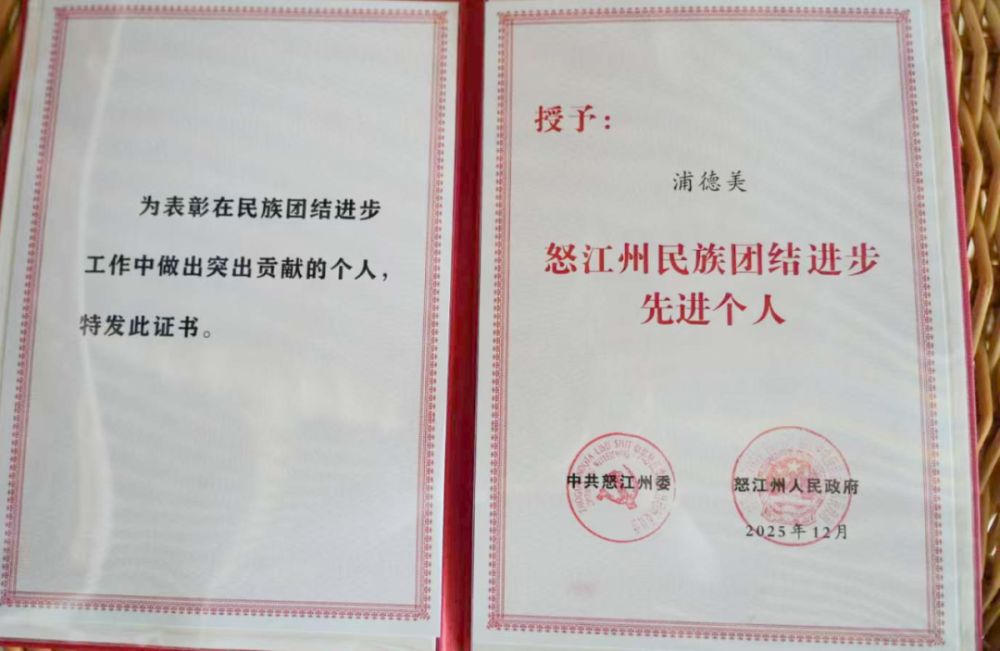 为表彰在民族团结进步
工作中做出突出贡献的个人，
特发此证书。
授予：
浦德美
怒江州民族团结进步
先进个人
中共怒江州委
怒江州人民政府
2025年12月